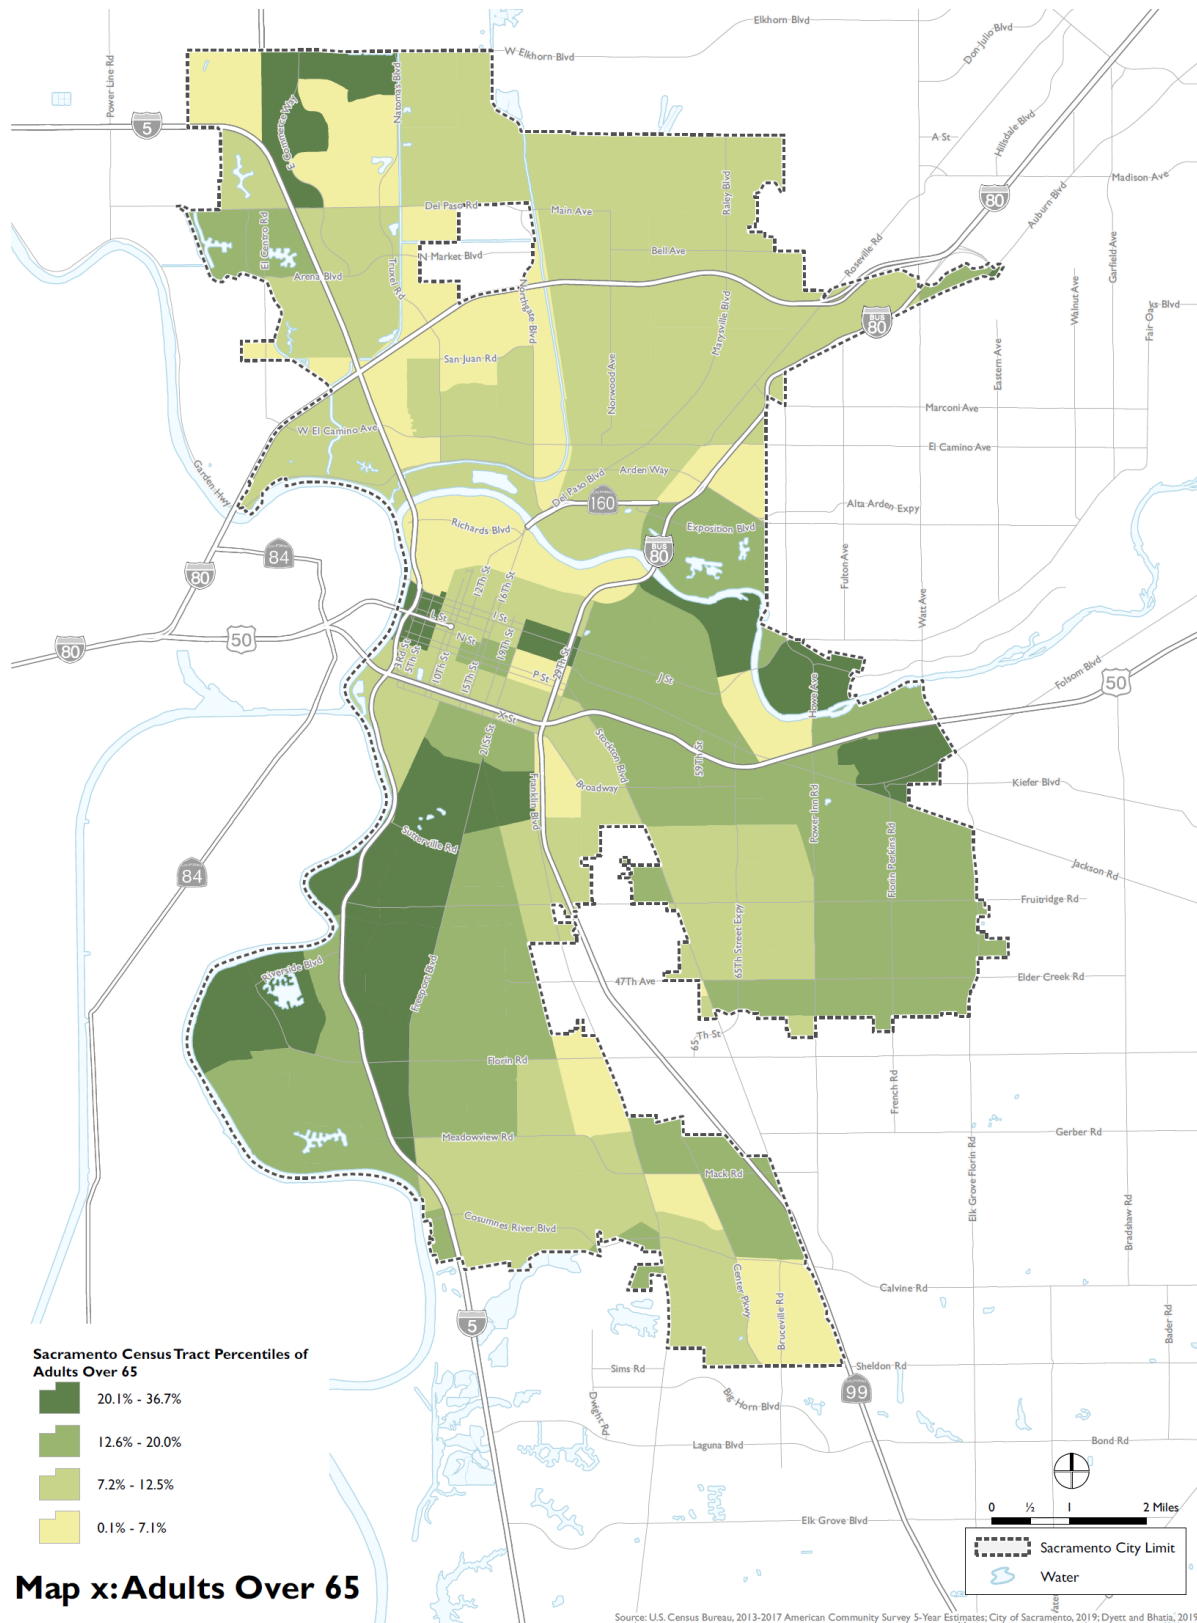 Elkhorn Blvd
Don Julio Blvd
W Elkhorn Blvd
Power Line Rd
Natomas Blvd
E Commerce Way
5
A St
Hillsdale Blvd
Madison Ave
80
Auburn Blvd
Raley Blvd
Del Paso Rd
Main Ave
El Centro Rd
Bell Ave
Roseville Rd
Garfield Ave
N Market Blvd
Arena Blvd
Truxel Rd
Northgate Blvd
Marysville Blvd
Walnut Ave
BUS
80
Fair Oaks Blvd
San Juan Rd
Norwood Ave
Eastern Ave
Marconi Ave
W El Camino Ave
El Camino Ave
Garden Hwy
Arden Way
Del Paso Blvd
160
Alta Arden Expy
Richards Blvd
Exposition Blvd
BUS
80
84
80
12Th St
16Th St
Fulton Ave
Watt Ave
50
80
L St
I St
N St
3Rd St
5Th St
10Th St
15Th St
19Th St
29Th St
P St
J St
Howe Ave
Folsom Blvd
50
X St
21St St
Stockton Blvd
59Th St
Kiefer Blvd
Franklin Blvd
Broadway
Power Inn Rd
Sutterville Rd
Florin Perkins Rd
84
Jackson Rd
Fruitridge Rd
65Th Street Expy
Riverside Blvd
Freeport Blvd
47Th Ave
Elder Creek Rd
65 Th St
Florin Rd
French Rd
Meadowview Rd
Gerber Rd
Mack Rd
Elk Grove Florin Rd
Bradshaw Rd
Cosumnes River Blvd
Center Pkwy
Bruceville Rd
Calvine Rd
Bader Rd
5
Sims Rd
Sheldon Rd
99
Dwight Rd
Big Horn Blvd
Laguna Blvd
Bond Rd
Elk Grove Blvd
Sacramento Census Tract Percentiles of
Adults Over 65
20.1% - 36.7%
12.6% - 20.0%
7.2% - 12.5%
0.1% - 7.1%
Map x: Adults Over 65
0 ½ 1 2 Miles
Sacramento City Limit
Water
Source: U.S. Census Bureau, 2013-2017 American Community Survey 5-Year Estimates; City of Sacramento, 2019; Dyett and Bhatia, 2019